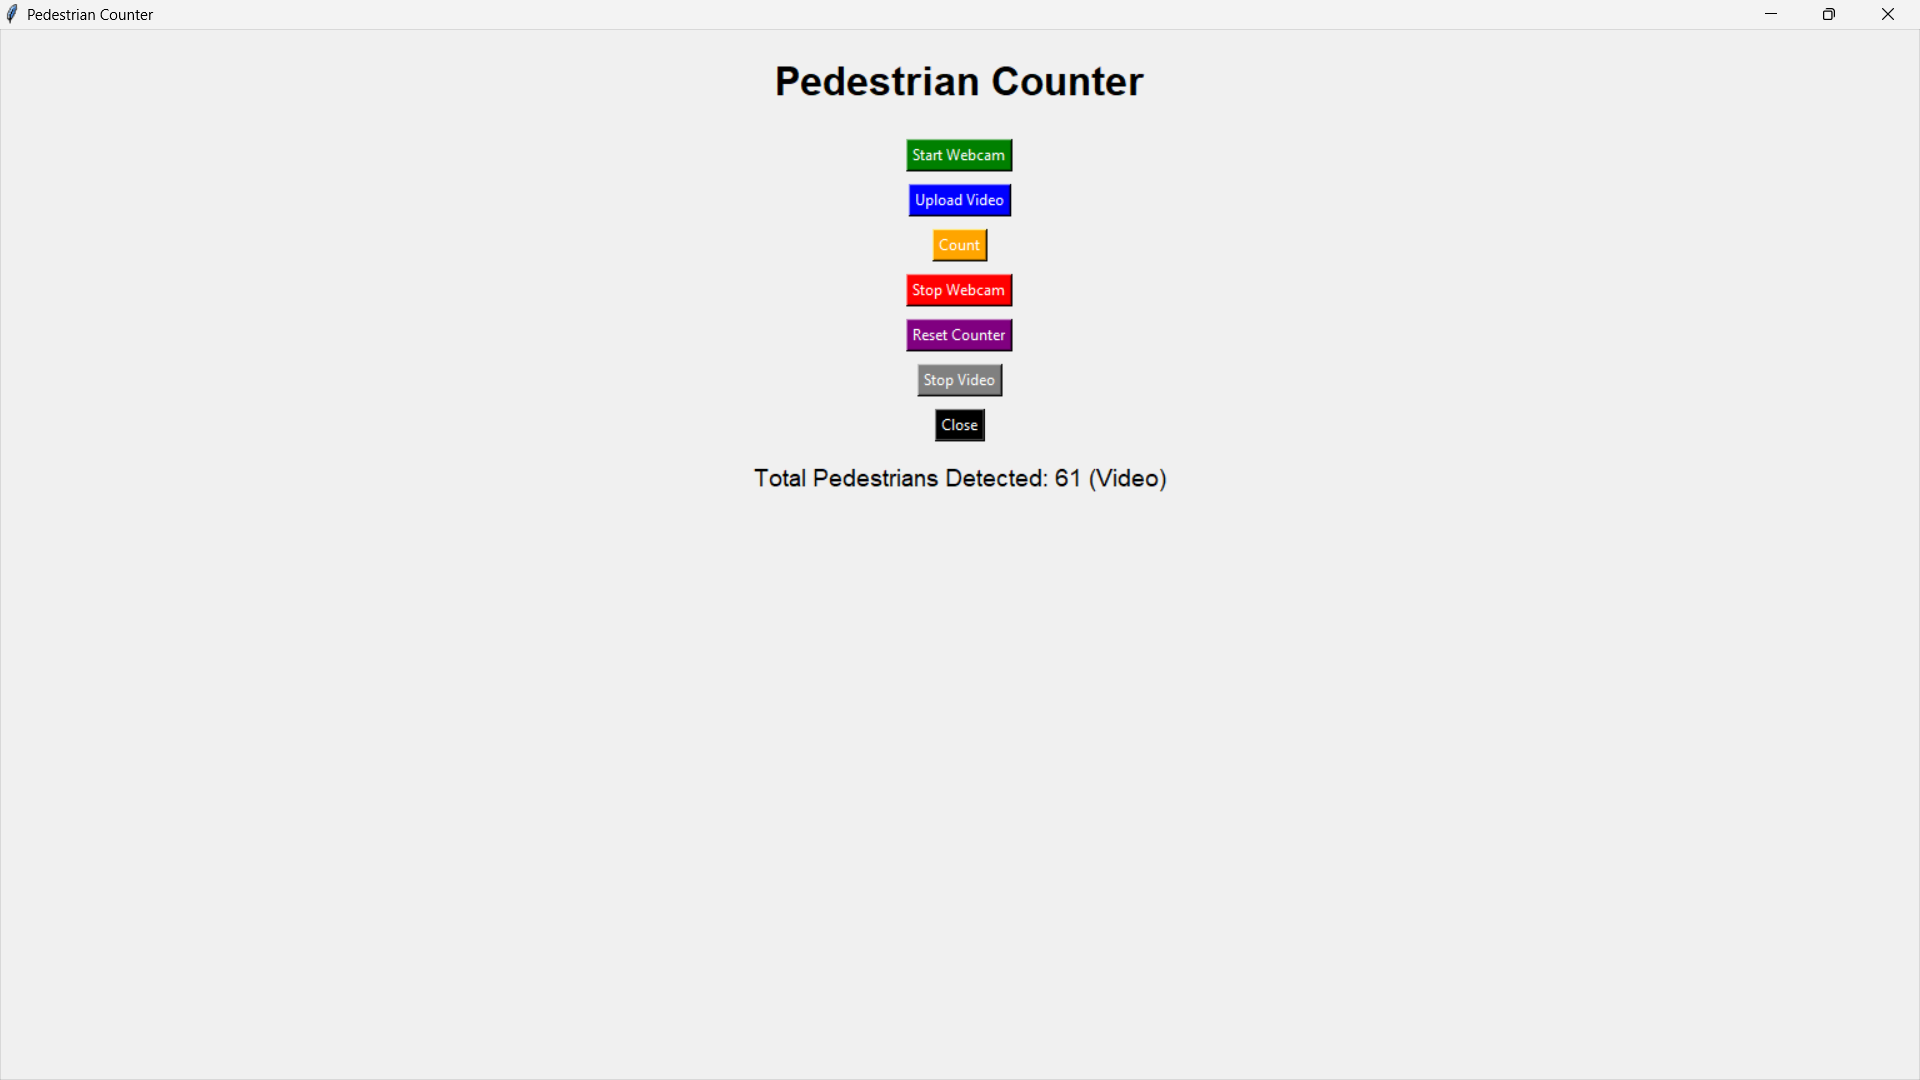 Pedestrian Counter
Pedestrian Counter
Start Webcam
Upload Video
Count
Stop Webcam
Reset Counter
Stop Video
Close
Total Pedestrians Detected: 61 (Video)